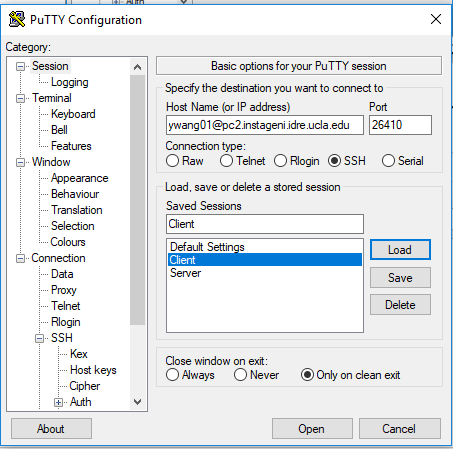 Auth
PuTTY Configuration
Category:
Session
Logging
Terminal
Keyboard
Bell
Features
Window
Appearance
Behaviour
Translation
Selection
Colours
Connection
Data
Proxy
Telnet
Rlogin
SSH
Kex
Host keys
Cipher
Auth
Basic options for your PuTTY session
Specify the destination you want to connect to
Host Name (or IP address) Port
ywang01@pc2.instageni.idre.ucla.edu 26410
Connection type:
Raw Telnet Rlogin SSH Serial
Load, save or delete a stored session
Saved Sessions
Client
Default Settings
Client
Server
Load
Save
Delete
Close window on exit:
Always Never Only on clean exit
About Open Cancel